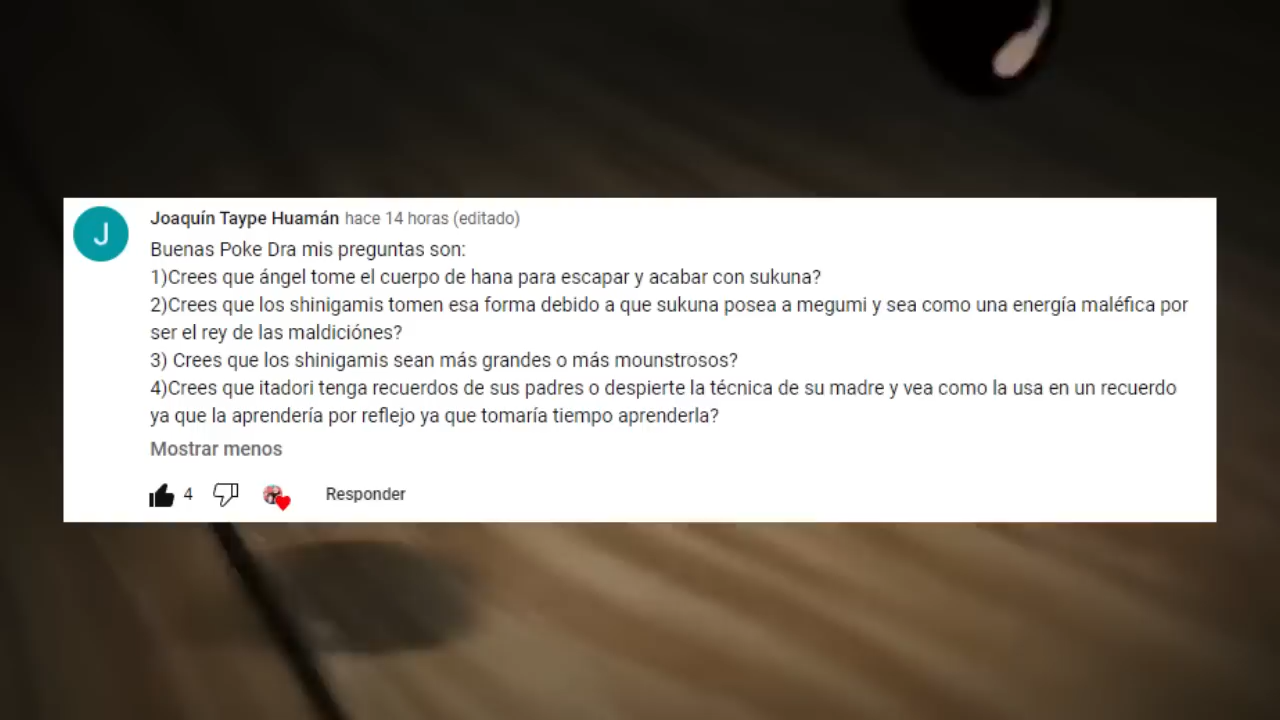 Joaquín Taype Huamán hace 14 horas (editado)
Buenas Poke Dra mis preguntas son:
1)Crees que ángel tome el cuerpo de hana para escapar y acabar con sukuna?
2)Crees que los shinigamis tomen esa forma debido a que sukuna posea a megumi y sea como una energía maléfica por
ser el rey de las maldiciónes?
3) Crees que los shinigamis sean más grandes o más mounstrosos?
4)Crees que itadori tenga recuerdos de sus padres o despierte la técnica de su madre y vea como la usa en un recuerdo
ya que la aprendería por reflejo ya que tomaría tiempo aprenderla?
Mostrar menos
4 Responder
J